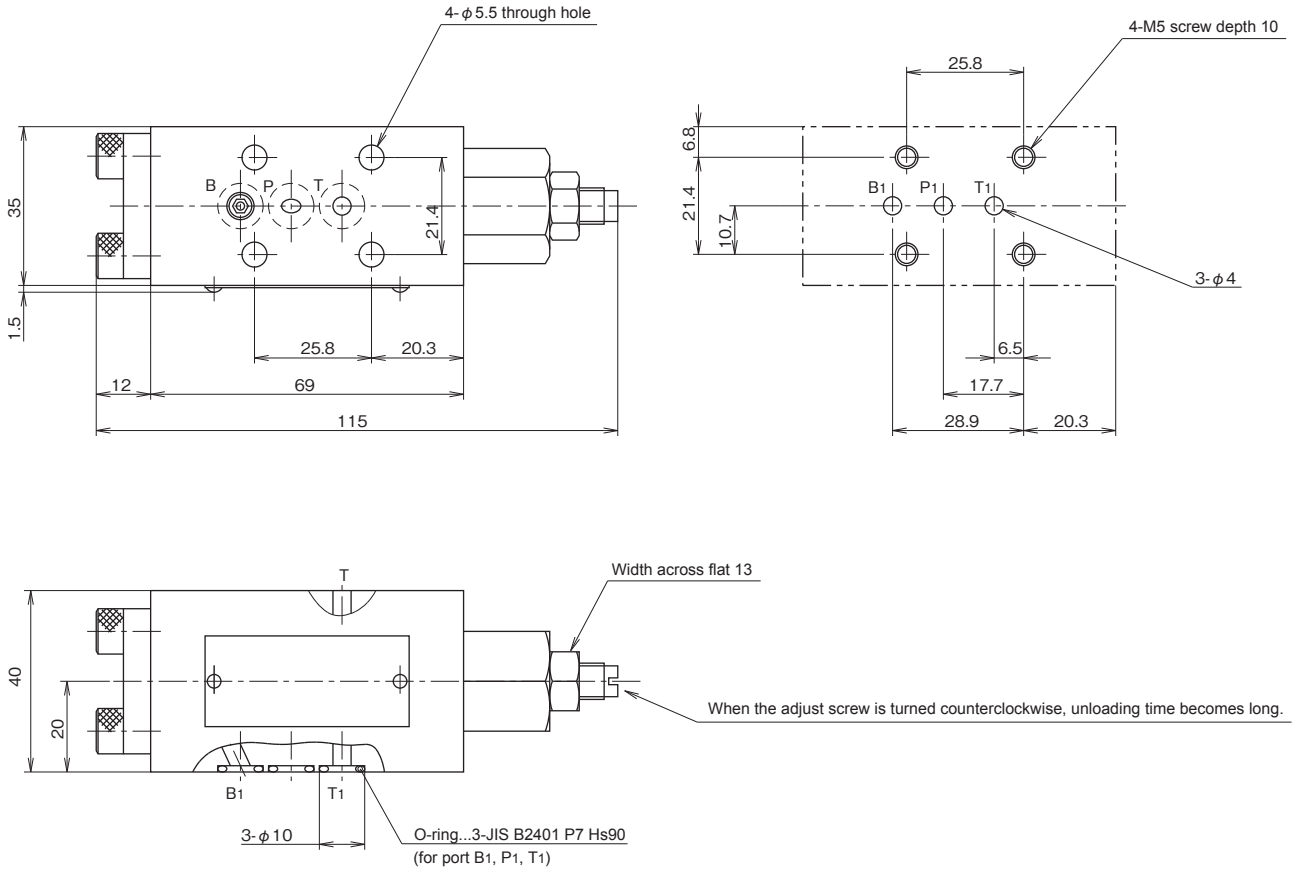 4-φ5.5 through hole
4-M5 screw depth 10
25.8
6.8
B P T
35
21.4
B1 P1 T1
21.4
10.7
3-φ4
1.5
25.8 20.3
6.5
12 69
17.7
115
28.9 20.3
T
Width across flat 13
40
20
When the adjust screw is turned counterclockwise, unloading time becomes long.
B1 T1
3-φ10
O-ring...3-JIS B2401 P7 Hs90
(for port B1, P1, T1)